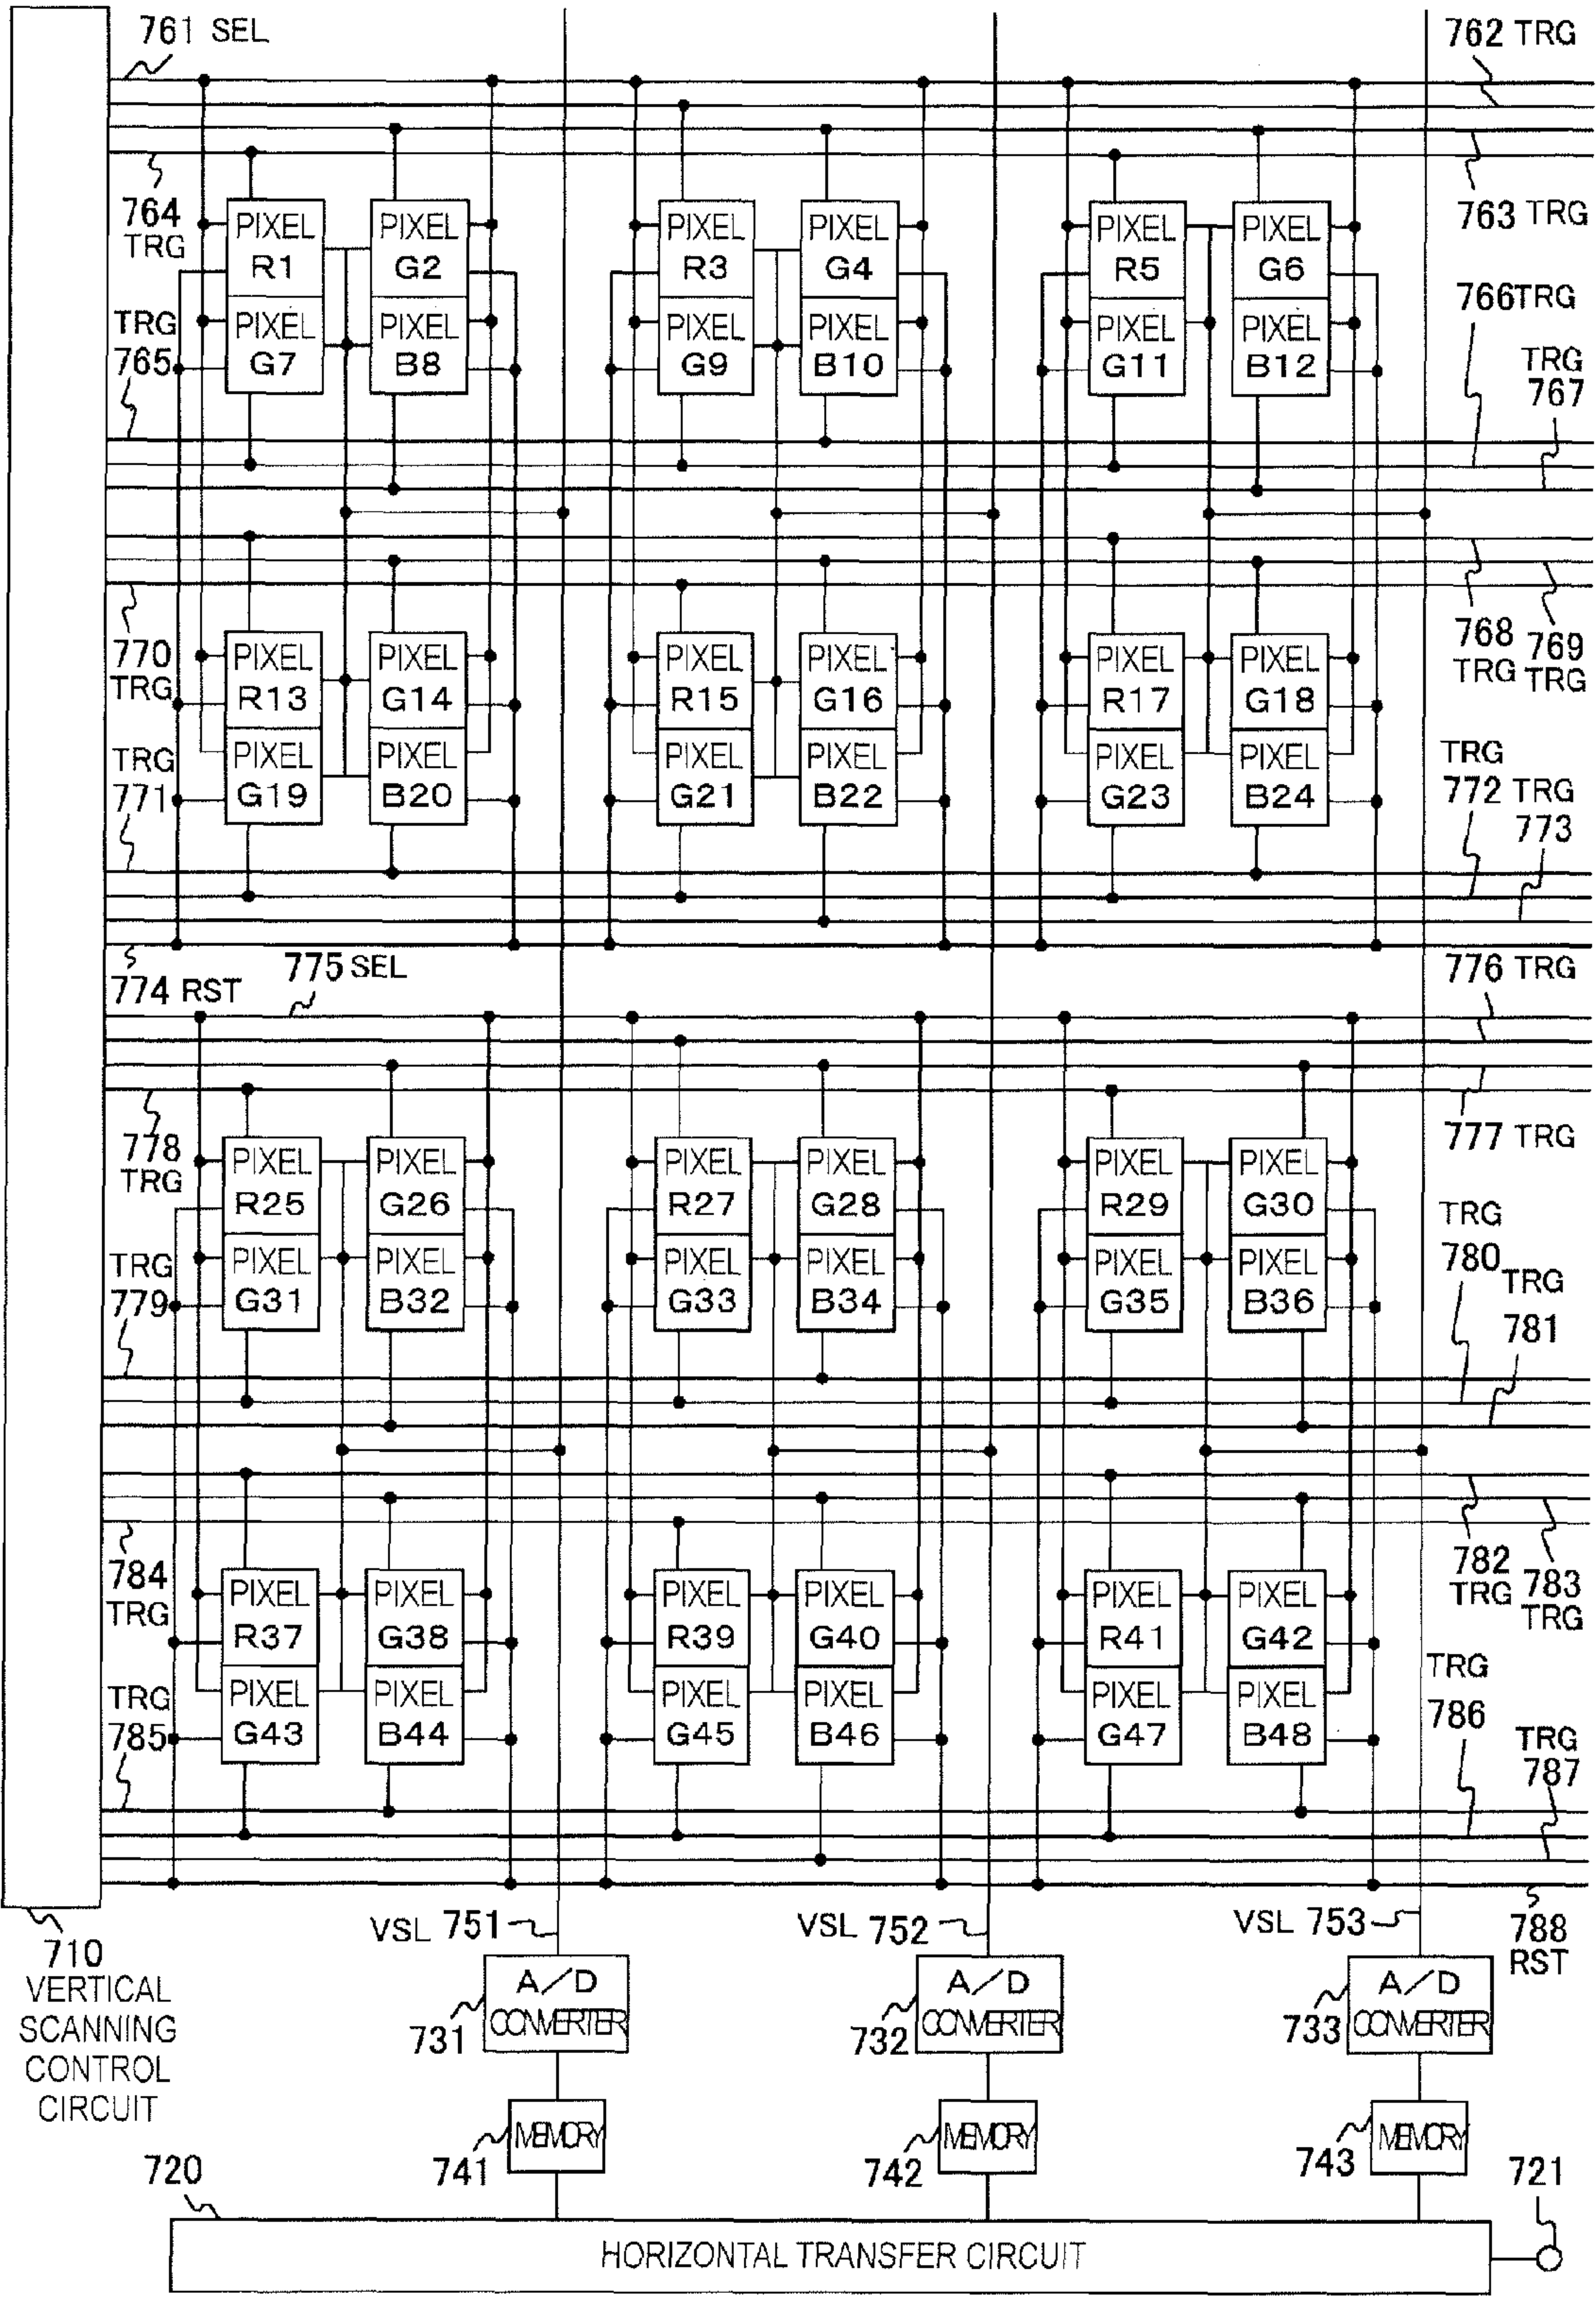 761 SEL
762 TRG
764
TRG
763 TRG
PIXEL R1 PIXEL G2 PIXEL R3 PIXEL G4 PIXEL R5 PIXEL G6
766 TRG
TRG
765
PIXEL G7 PIXEL B8 PIXEL G9 PIXEL B10 PIXEL G11 PIXEL B12
TRG
767
770
TRG
768
TRG
769
TRG
PIXEL R13 PIXEL G14 PIXEL R15 PIXEL G16 PIXEL R17 PIXEL G18
TRG
771
PIXEL G19 PIXEL B20 PIXEL G21 PIXEL B22 PIXEL G23 PIXEL B24
TRG
772 TRG
773
774 RST
775 SEL
776 TRG
777 TRG
778
TRG
PIXEL R25 PIXEL G26 PIXEL R27 PIXEL G28 PIXEL R29 PIXEL G30
TRG
779
PIXEL G31 PIXEL B32 PIXEL G33 PIXEL B34 PIXEL G35 PIXEL B36
TRG
780
TRG
781
784
TRG
782
TRG
783
TRG
PIXEL R37 PIXEL G38 PIXEL R39 PIXEL G40 PIXEL R41 PIXEL G42
TRG
785
PIXEL G43 PIXEL B44 PIXEL G45 PIXEL B46 PIXEL G47 PIXEL B48
TRG
786
TRG
787
710
VERTICAL
SCANNING
CONTROL
CIRCUIT
VSL 751
VSL 752
VSL 753
788
RST
A/D
CONVERTER
731
A/D
CONVERTER
732
A/D
CONVERTER
733
MEMORY
741
MEMORY
742
MEMORY
743
720
721
HORIZONTAL TRANSFER CIRCUIT